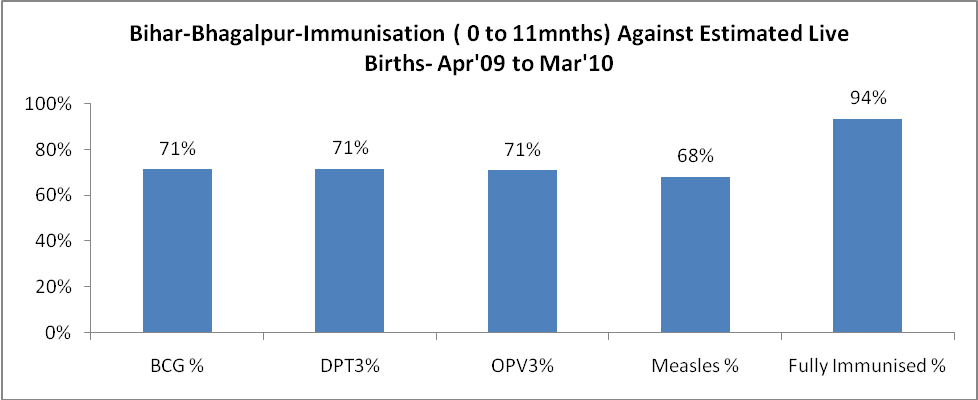 Bihar-Bhagalpur-Immunisation ( 0 to 11mnths) Against Estimated Live
Births- Apr'09 to Mar'10
100%
80%
60%
40%
20%
0%
71%
71%
71%
68%
94%
BCG %
DPT3%
OPV3%
Measles %
Fully Immunised %